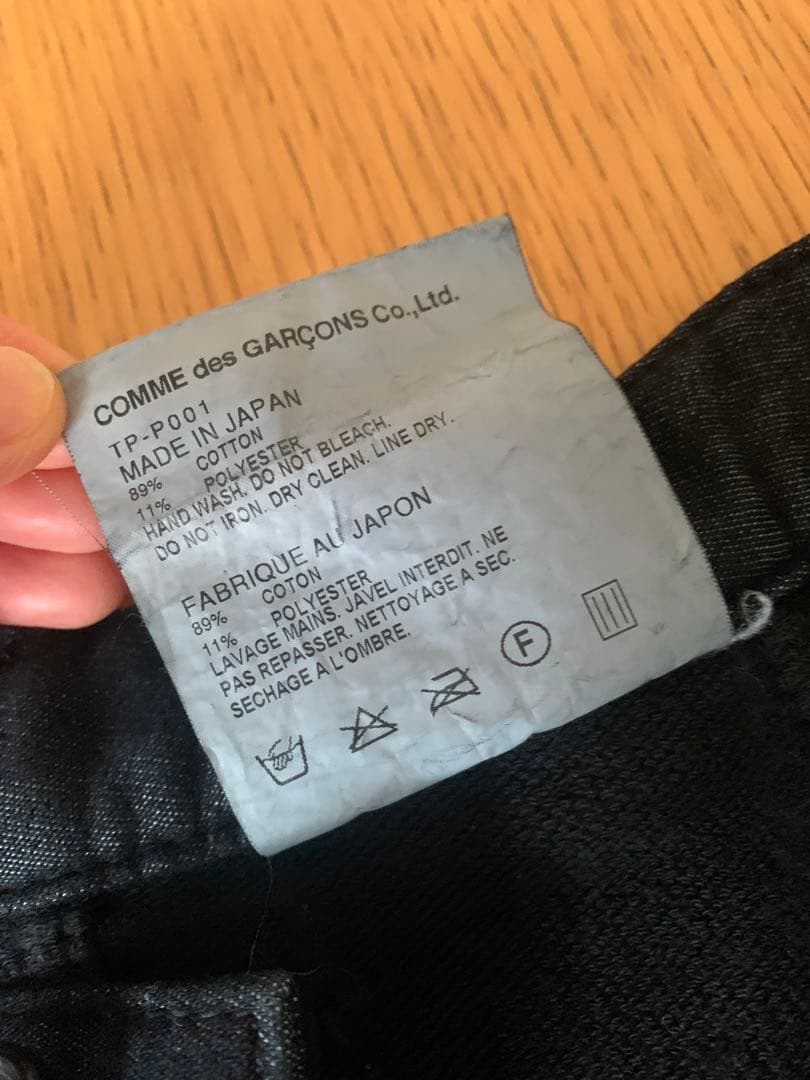 COMME des GARÇONS Co.,Ltd.
TP-P001
MADE IN JAPAN
89% COTTON
11% POLYESTER
HAND WASH. DO NOT BLEACH.
DO NOT IRON. DRY CLEAN. LINE DRY.
FABRIQUE AU JAPON
89% COTON
11% POLYESTER
LAVAGE MAINS. JAVEL INTERDIT. NE
PAS REPASSER. NETTOYAGE A SEC.
SECHAGE A L'OMBRE.
F